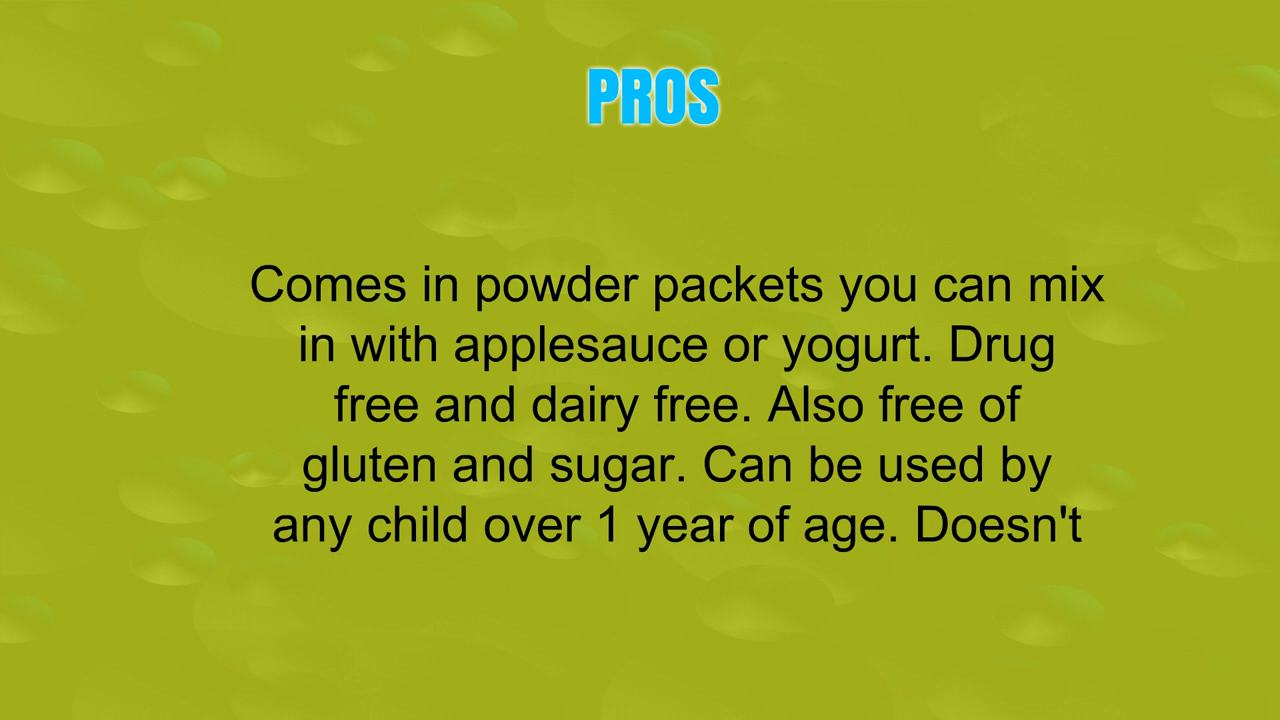 PROS
Comes in powder packets you can mix
in with applesauce or yogurt. Drug
free and dairy free. Also free of
gluten and sugar. Can be used by
any child over 1 year of age. Doesn't